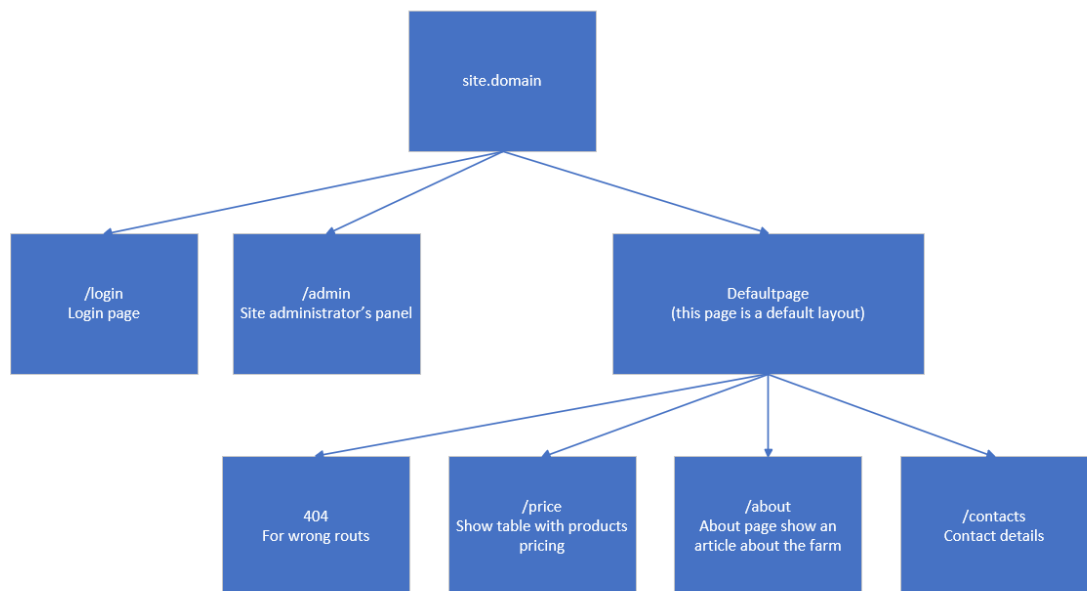 site.domain
/login
Login page
/admin
Site administrator’s panel
Defaultpage
(this page is a default layout)
404
For wrong routs
/price
Show table with products
pricing
/about
About page show an
article about the farm
/contacts
Contact details